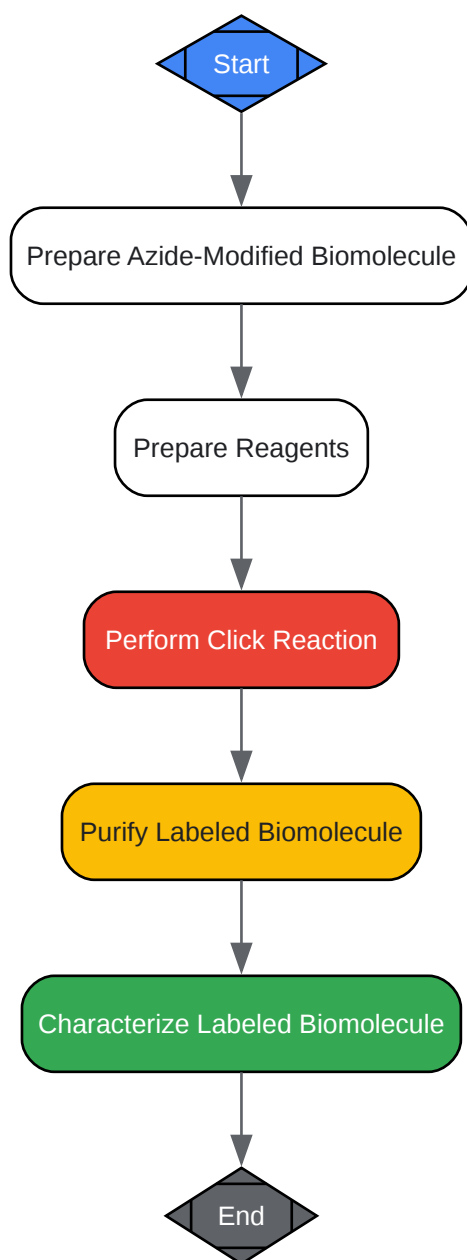 Start
Prepare Azide-Modified Biomolecule
Prepare Reagents
Perform Click Reaction
Purify Labeled Biomolecule
Characterize Labeled Biomolecule
End